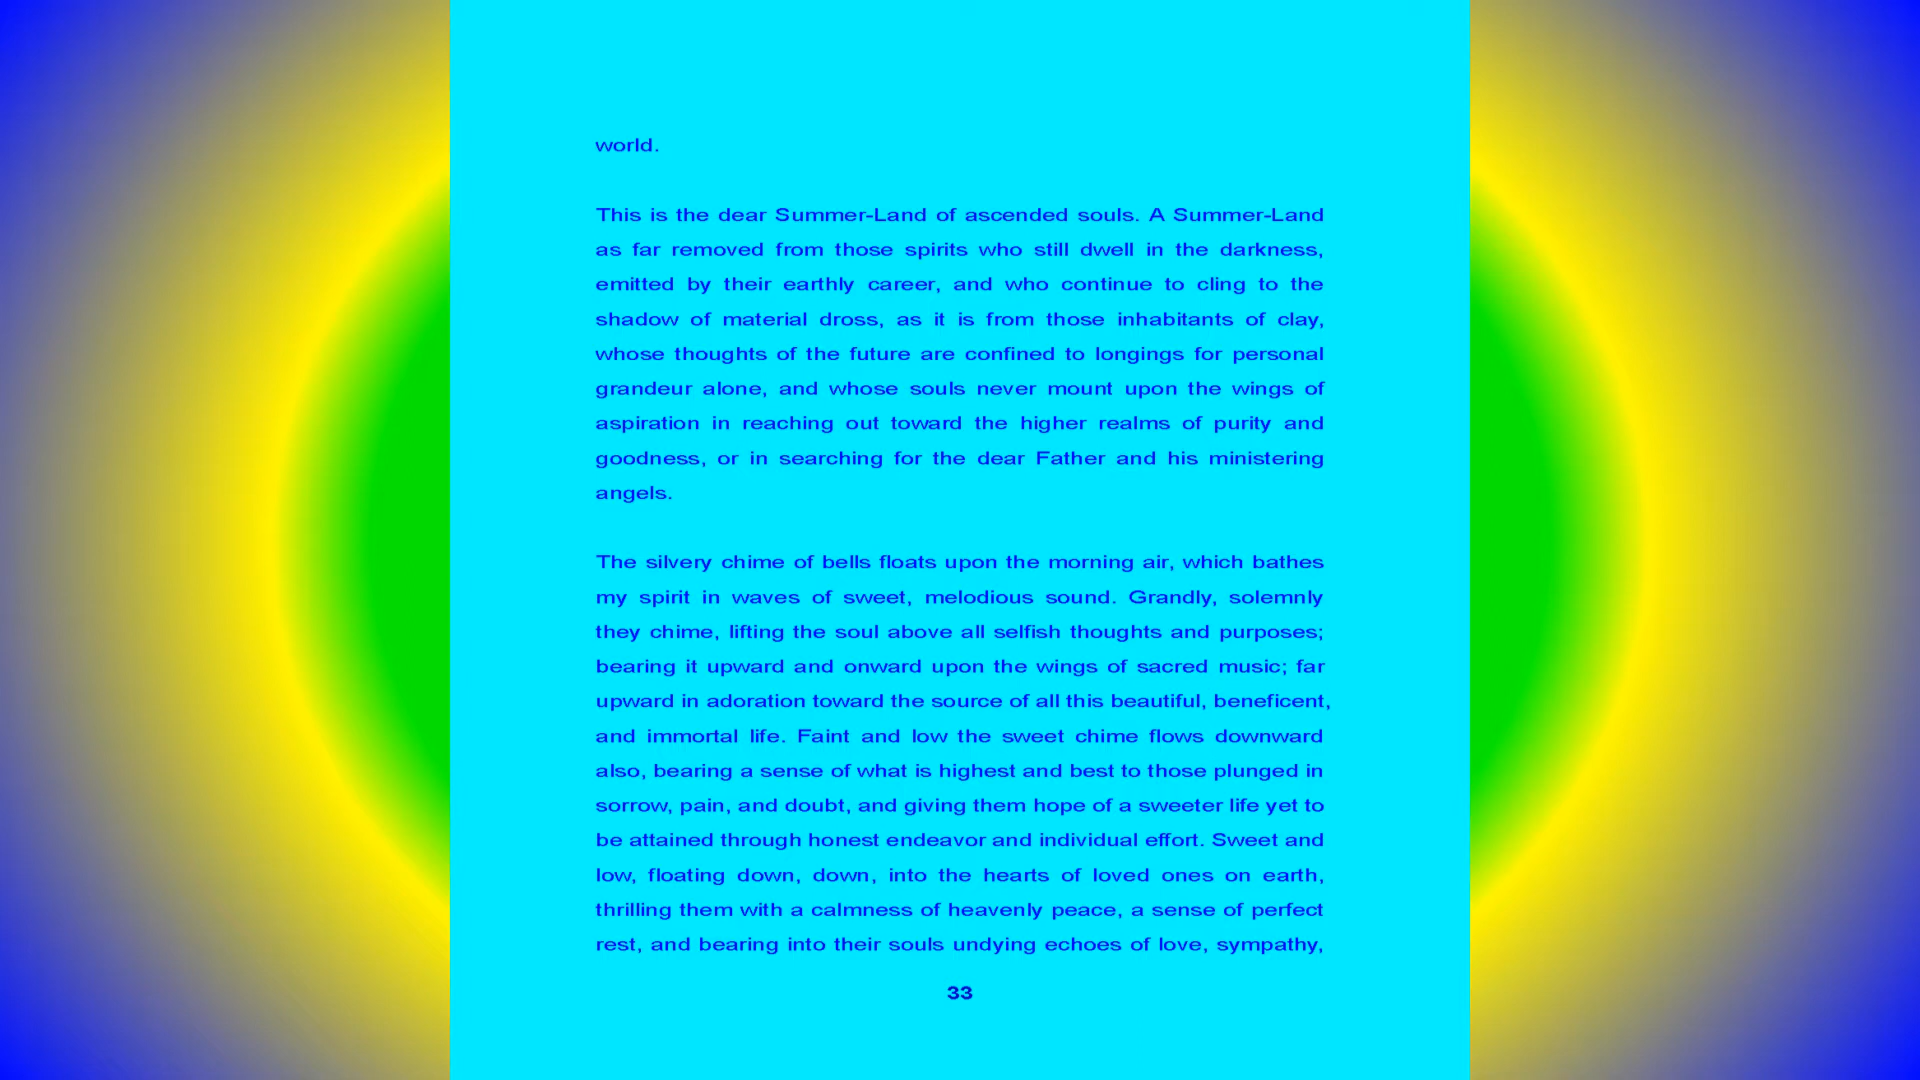 world.
This is the dear Summer-Land of ascended souls. A Summer-Land
as far removed from those spirits who still dwell in the darkness,
emitted by their earthly career, and who continue to cling to the
shadow of material dross, as it is from those inhabitants of clay,
whose thoughts of the future are confined to longings for personal
grandeur alone, and whose souls never mount upon the wings of
aspiration in reaching out toward the higher realms of purity and
goodness, or in searching for the dear Father and his ministering
angels.
The silvery chime of bells floats upon the morning air, which bathes
my spirit in waves of sweet, melodious sound. Grandly, solemnly
they chime, lifting the soul above all selfish thoughts and purposes;
bearing it upward and onward upon the wings of sacred music; far
upward in adoration toward the source of all this beautiful, beneficent,
and immortal life. Faint and low the sweet chime flows downward
also, bearing a sense of what is highest and best to those plunged in
sorrow, pain, and doubt, and giving them hope of a sweeter life yet to
be attained through honest endeavor and individual effort. Sweet and
low, floating down, down, into the hearts of loved ones on earth,
thrilling them with a calmness of heavenly peace, a sense of perfect
rest, and bearing into their souls undying echoes of love, sympathy,
33